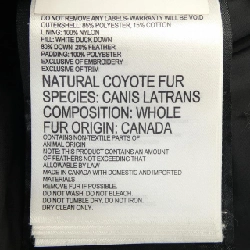 DO NOT REMOVE ANY LABELS-WARRANTY WILL BE VOID
OUTERSHELL: 85% POLYESTER, 15% COTTON
LINING: 100% NYLON
FILL: WHITE DUCK DOWN
80% DOWN 20% FEATHER
PADDING: 100% POLYESTER
EXCLUSIVE OF EMBROIDERY
EXCLUSIVE OF TRIM
NATURAL COYOTE FUR
SPECIES: CANIS LATRANS
COMPOSITION: WHOLE
FUR ORIGIN: CANADA
CONTAINS NON-TEXTILE PARTS OF
ANIMAL ORIGIN
NOTE: THIS PRODUCT CONTAINS AN AMOUNT
OF FEATHERS NOT EXCEEDING THAT
ALLOWABLE BY LAW
MADE IN CANADA WITH DOMESTIC AND IMPORTED
MATERIALS
REMOVE FUR IF POSSIBLE.
DO NOT WASH. DO NOT BLEACH.
DO NOT TUMBLE DRY. DO NOT IRON.
DRY CLEAN ONLY.